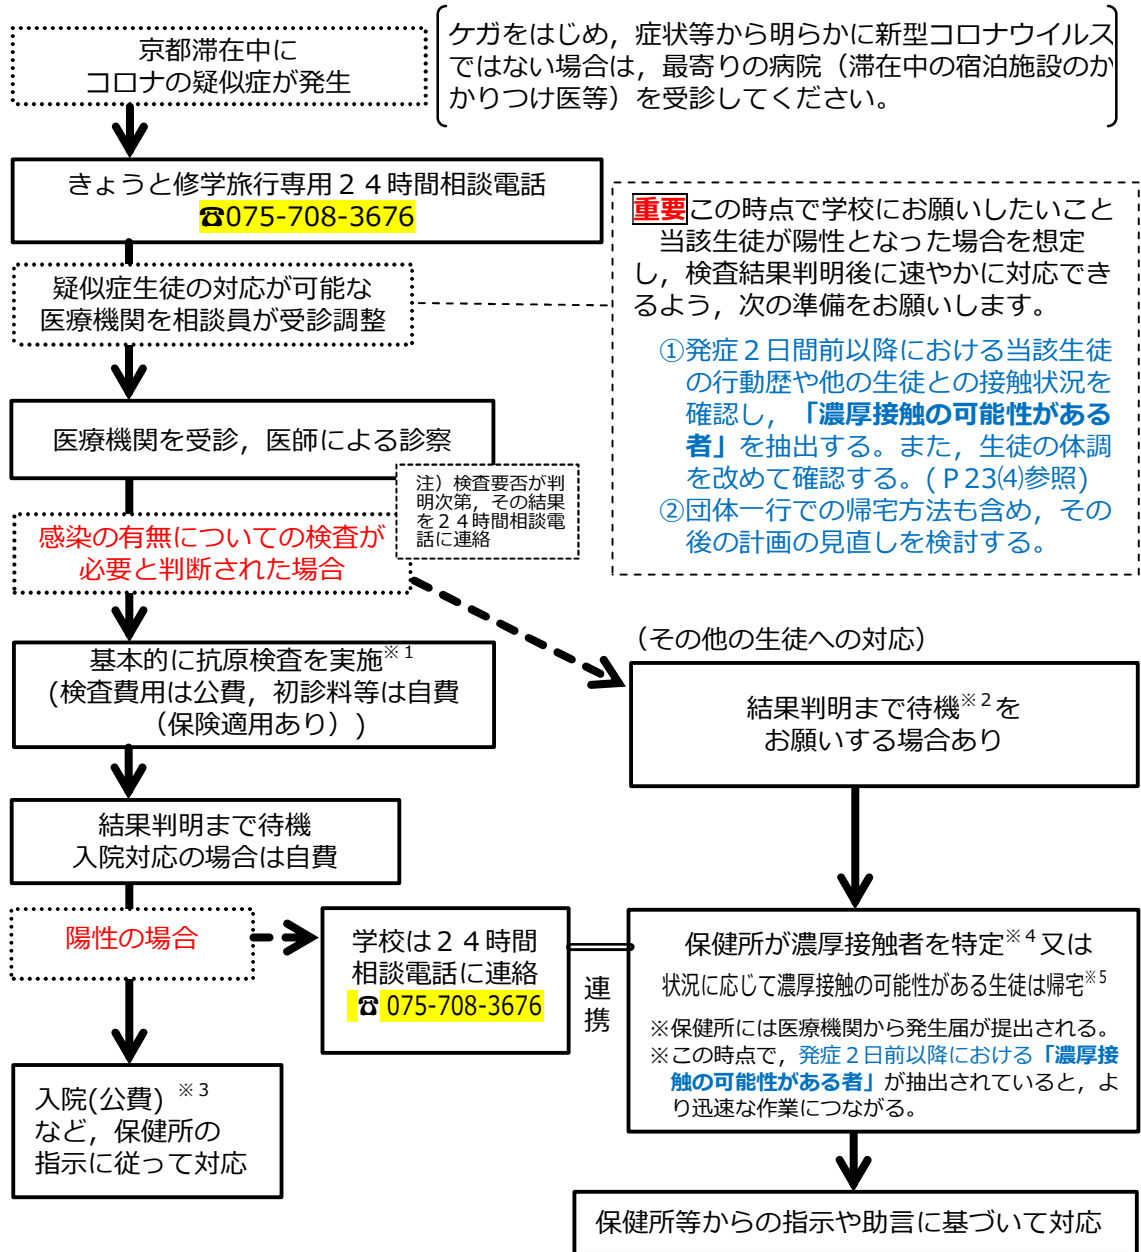 京都滞在中に
コロナの疑似症が発生
ケガをはじめ，症状等から明らかに新型コロナウイルス
ではない場合は，最寄りの病院（滞在中の宿泊施設のか
かりつけ医等）を受診してください。
きょうと修学旅行専用２４時間相談電話
☎075-708-3676
疑似症生徒の対応が可能な
医療機関を相談員が受診調整
重要この時点で学校にお願いしたいこと
当該生徒が陽性となった場合を想定
し，検査結果判明後に速やかに対応でき
るよう，次の準備をお願いします。
①発症２日間前以降における当該生徒
の行動歴や他の生徒との接触状況を
確認し，「濃厚接触の可能性がある
者」を抽出する。また，生徒の体調
を改めて確認する。(Ｐ23⑷参照)
②団体一行での帰宅方法も含め，その
後の計画の見直しを検討する。
医療機関を受診，医師による診察
注）検査要否が判
明次第，その結果
を２４時間相談電
話に連絡
感染の有無についての検査が
必要と判断された場合
基本的に抗原検査を実施※１
(検査費用は公費，初診料等は自費
（保険適用あり）)
（その他の生徒への対応）
結果判明まで待機※２を
お願いする場合あり
結果判明まで待機
入院対応の場合は自費
陽性の場合
学校は２４時間
相談電話に連絡
☎075-708-3676
連携
保健所が濃厚接触者を特定※４又は
状況に応じて濃厚接触の可能性がある生徒は帰宅※５
※保健所には医療機関から発生届が提出される。
※この時点で，発症２日前以降における「濃厚接
触の可能性がある者」が抽出されていると，よ
り迅速な作業につながる。
入院(公費)※３
など，保健所の
指示に従って対応
保健所等からの指示や助言に基づいて対応